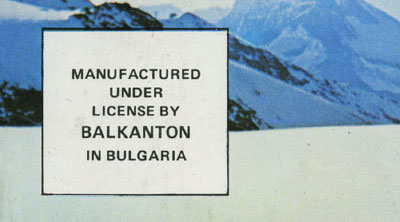 MANUFACTURED
UNDER
LICENSE BY
BALKANTON
IN BULGARIA